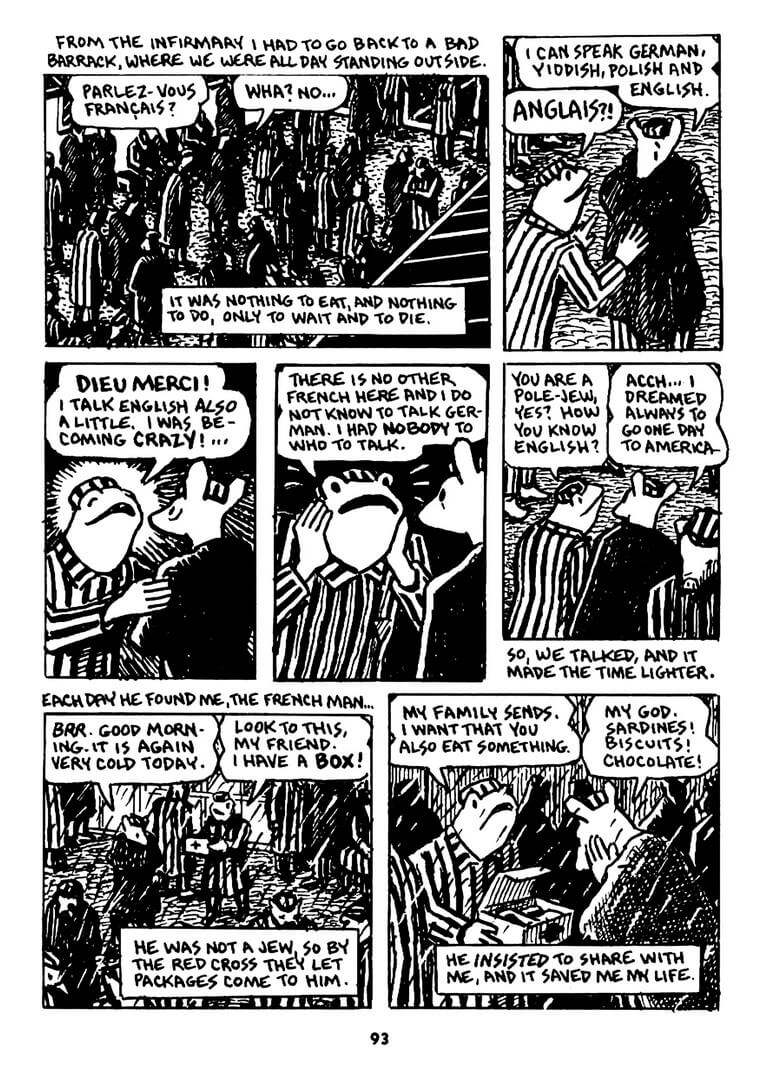 FROM THE INFIRMARY I HAD TO GO BACK TO A BAD
BARRACK, WHERE WE WERE ALL DAY STANDING OUTSIDE.
PARLEZ-VOUS
FRANÇAIS?
WHA? NO...
IT WAS NOTHING TO EAT, AND NOTHING
TO DO, ONLY TO WAIT AND TO DIE.
I CAN SPEAK GERMAN,
YIDDISH, POLISH AND
ENGLISH.
ANGLAIS?!
DIEU MERCI!
I TALK ENGLISH ALSO
A LITTLE. I WAS BE-
COMING CRAZY!...
THERE IS NO OTHER
FRENCH HERE AND I DO
NOT KNOW TO TALK GER-
MAN. I HAD NOBODY TO
WHO TO TALK.
YOU ARE A
POLE-JEW,
YES? HOW
YOU KNOW
ENGLISH?
ACCH... I
DREAMED
ALWAYS TO
GO ONE DAY
TO AMERICA
SO, WE TALKED, AND IT
MADE THE TIME LIGHTER.
EACH DAY HE FOUND ME, THE FRENCH MAN...
BRR. GOOD MORN-
ING. IT IS AGAIN
VERY COLD TODAY.
LOOK TO THIS,
MY FRIEND.
I HAVE A BOX!
HE WAS NOT A JEW, SO BY
THE RED CROSS THEY LET
PACKAGES COME TO HIM.
MY FAMILY SENDS.
I WANT THAT YOU
ALSO EAT SOMETHING.
MY GOD.
SARDINES!
BISCUITS!
CHOCOLATE!
HE INSISTED TO SHARE WITH
ME, AND IT SAVED ME MY LIFE.
93